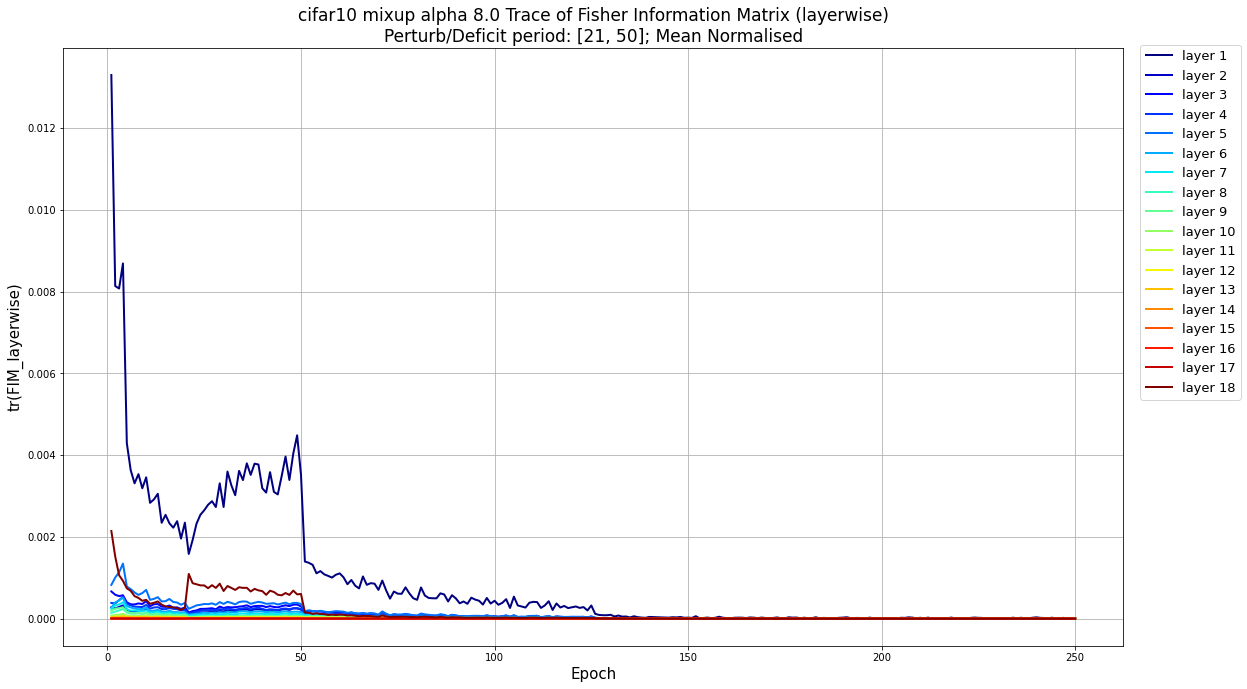 cifar10 mixup alpha 8.0 Trace of Fisher Information Matrix (layerwise)
Perturb/Deficit period: [21, 50]; Mean Normalised
layer 1
layer 2
layer 3
layer 4
layer 5
layer 6
layer 7
layer 8
layer 9
layer 10
layer 11
layer 12
layer 13
layer 14
layer 15
layer 16
layer 17
layer 18
tr(FIM_layerwise)
0.012
0.010
0.008
0.006
0.004
0.002
0.000
0
50
100
150
200
250
Epoch